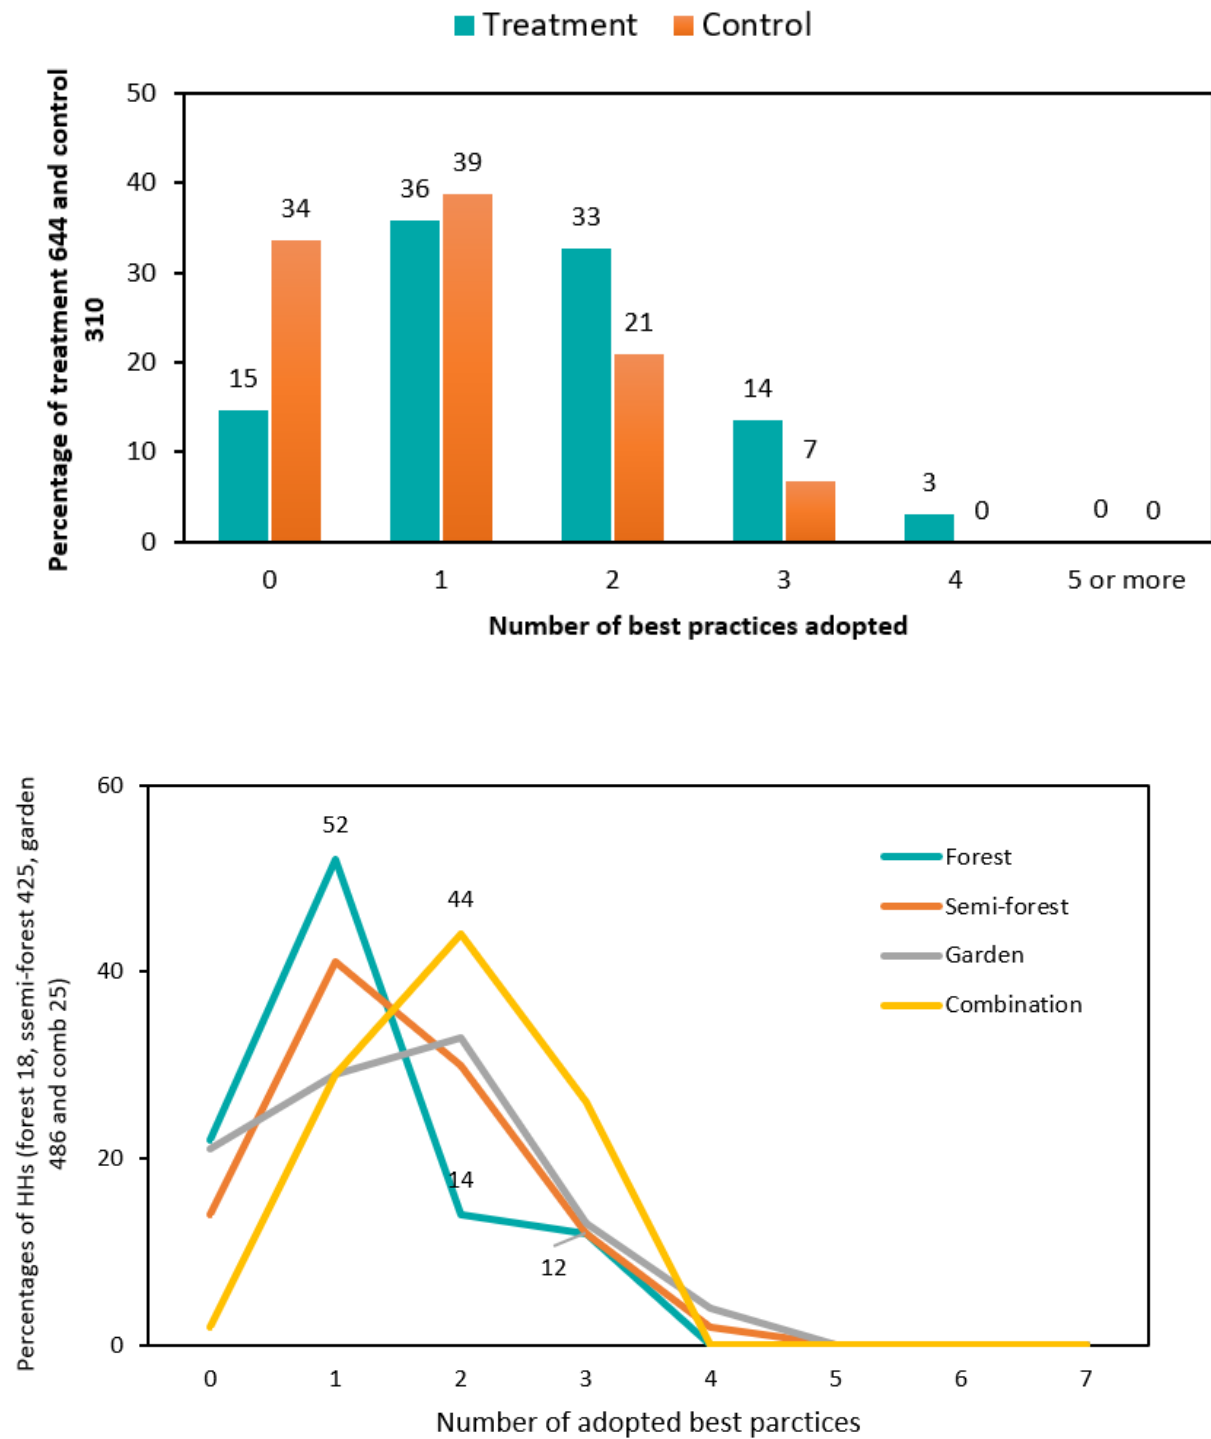 Treatment Control
Percentage of treatment 644 and control
310
50
40
30
20
10
0
15
34
36
39
33
21
14
7
3
0
0
0
0 1 2 3 4 5 or more
Number of best practices adopted
Percentages of HHs (forest 18, ssemi-forest 425, garden
486 and comb 25)
60
40
20
0
52
44
14
12
Forest
Semi-forest
Garden
Combination
0 1 2 3 4 5 6 7
Number of adopted best parctices